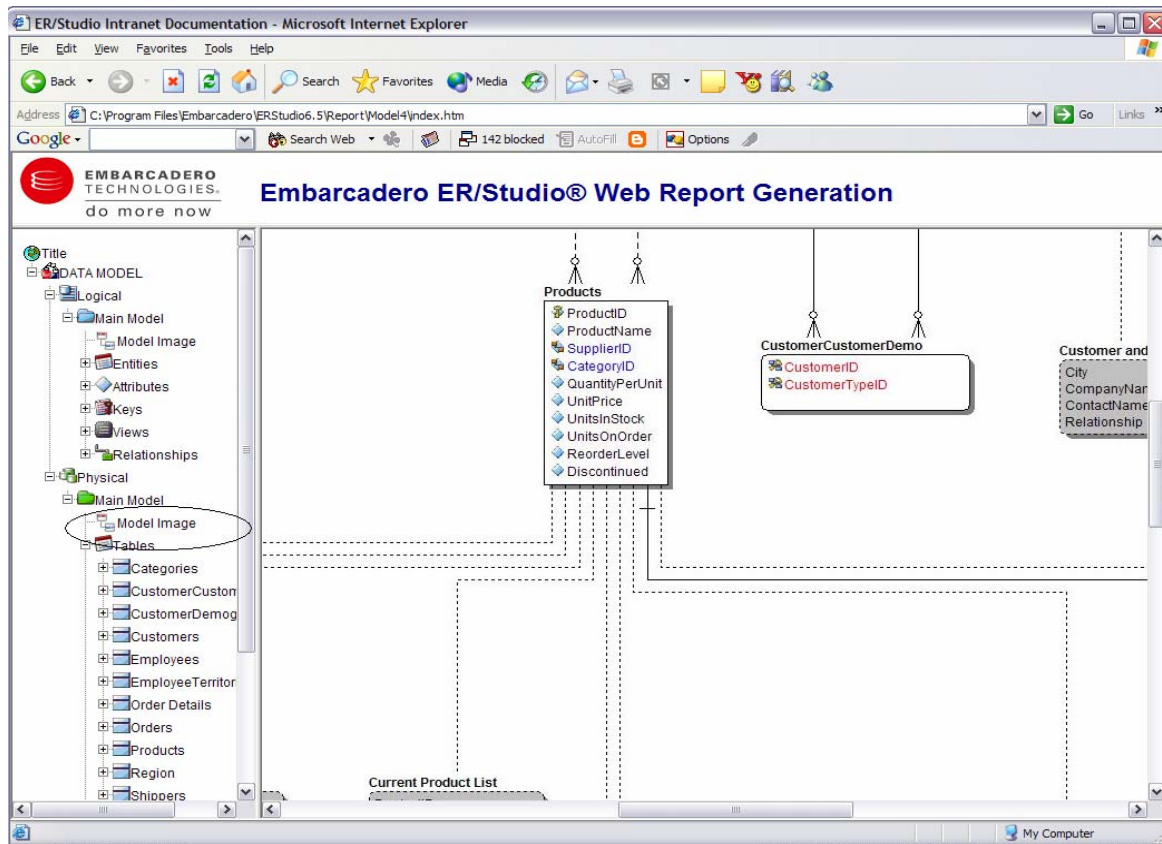 ER/Studio Intranet Documentation - Microsoft Internet Explorer
File Edit View Favorites Tools Help
Back Search Favorites Media
Address C:\Program Files\Embarcadero\ERStudio6.5\Report\Model4\index.htm Go Links
Google Search Web 142 blocked AutoFill Options
EMBARCADERO
TECHNOLOGIES.
do more now
Embarcadero ER/Studio® Web Report Generation
Title
DATA MODEL
Logical
Main Model
Model Image
Entities
Attributes
Keys
Views
Relationships
Physical
Main Model
Model Image
Tables
Categories
CustomerCustom
CustomerDemog
Customers
Employees
EmployeeTerritor
Order Details
Orders
Products
Region
Shippers
Products
ProductID
ProductName
SupplierID
CategoryID
QuantityPerUnit
UnitPrice
UnitsInStock
UnitsOnOrder
ReorderLevel
Discontinued
CustomerCustomerDemo
CustomerID
CustomerTypeID
Customer and
City
CompanyNar
ContactName
Relationship
Current Product List
My Computer